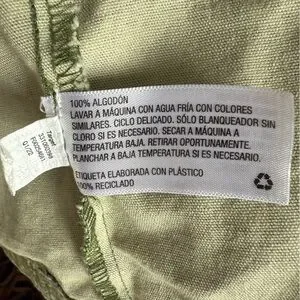 100% ALGODÓN
LAVAR A MÁQUINA CON AGUA FRÍA CON COLORES
SIMILARES. CICLO DELICADO. SÓLO BLANQUEADOR SIN
CLORO SI ES NECESARIO. SECAR A MÁQUINA A
TEMPERATURA BAJA. RETIRAR OPORTUNAMENTE.
PLANCHAR A BAJA TEMPERATURA SI ES NECESARIO.
ETIQUETA ELABORADA CON PLÁSTICO
100% RECICLADO
Target